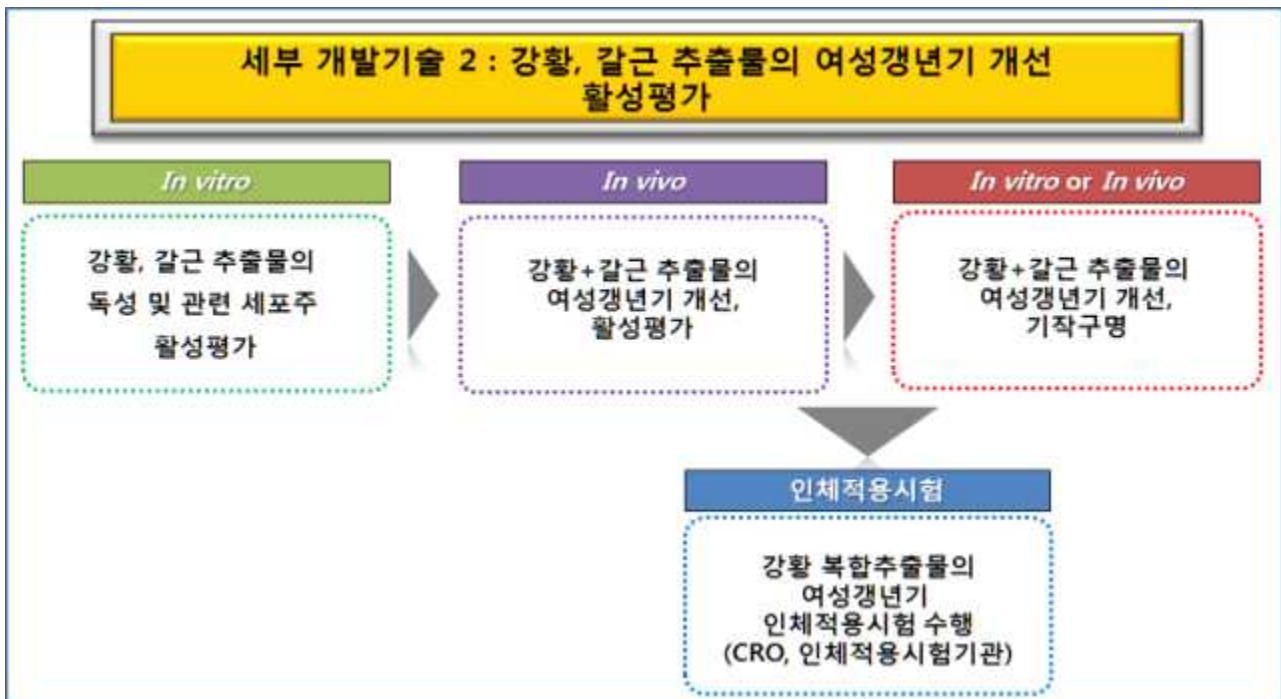 세부 개발기술 2 : 강황, 갈근 추출물의 여성갱년기 개선
활성평가
In vitro
강황, 갈근 추출물의
독성 및 관련 세포주
활성평가
In vivo
강황+갈근 추출물의
여성갱년기 개선,
활성평가
In vitro or In vivo
강황+갈근 추출물의
여성갱년기 개선,
기작구명
인체적용시험
강황 복합추출물의
여성갱년기
인체적용시험 수행
(CRO, 인체적용시험기관)